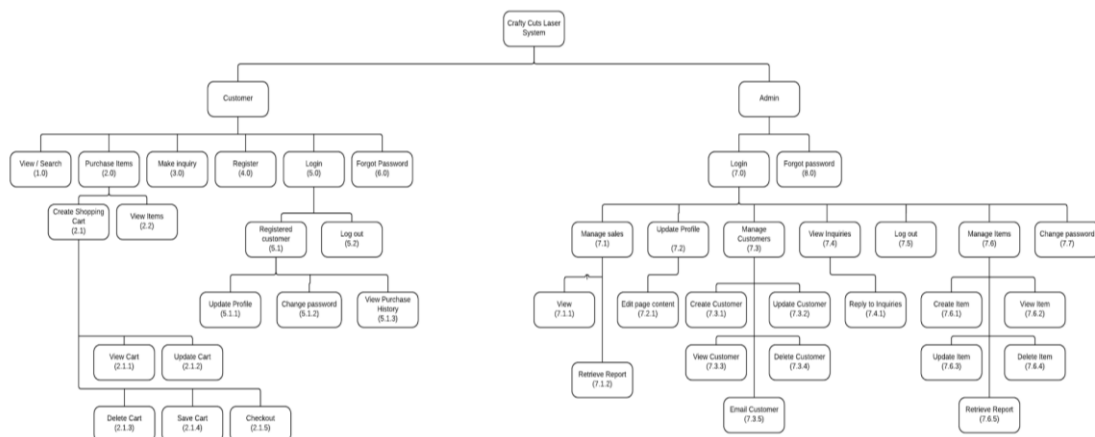 Crafty Cuts Laser
System
Customer
Admin
View / Search
(1.0)
Purchase Items
(2.0)
Make inquiry
(3.0)
Register
(4.0)
Login
(5.0)
Forgot Password
(6.0)
Login
(7.0)
Forgot password
(8.0)
Create Shopping
Cart
(2.1)
View Items
(2.2)
Registered
customer
(5.1)
Log out
(5.2)
Manage sales
(7.1)
Update Profile
(7.2)
Manage
Customers
(7.3)
View Inquiries
(7.4)
Log out
(7.5)
Manage Items
(7.6)
Change password
(7.7)
Update Profile
(5.1.1)
Change password
(5.1.2)
View Purchase
History
(5.1.3)
View
(7.1.1)
Edit page content
(7.2.1)
Create Customer
(7.3.1)
Update Customer
(7.3.2)
Reply to Inquiries
(7.4.1)
Create Item
(7.6.1)
View Item
(7.6.2)
View Cart
(2.1.1)
Update Cart
(2.1.2)
Retrieve Report
(7.1.2)
View Customer
(7.3.3)
Delete Customer
(7.3.4)
Update Item
(7.6.3)
Delete Item
(7.6.4)
Delete Cart
(2.1.3)
Save Cart
(2.1.4)
Checkout
(2.1.5)
Email Customer
(7.3.5)
Retrieve Report
(7.6.5)